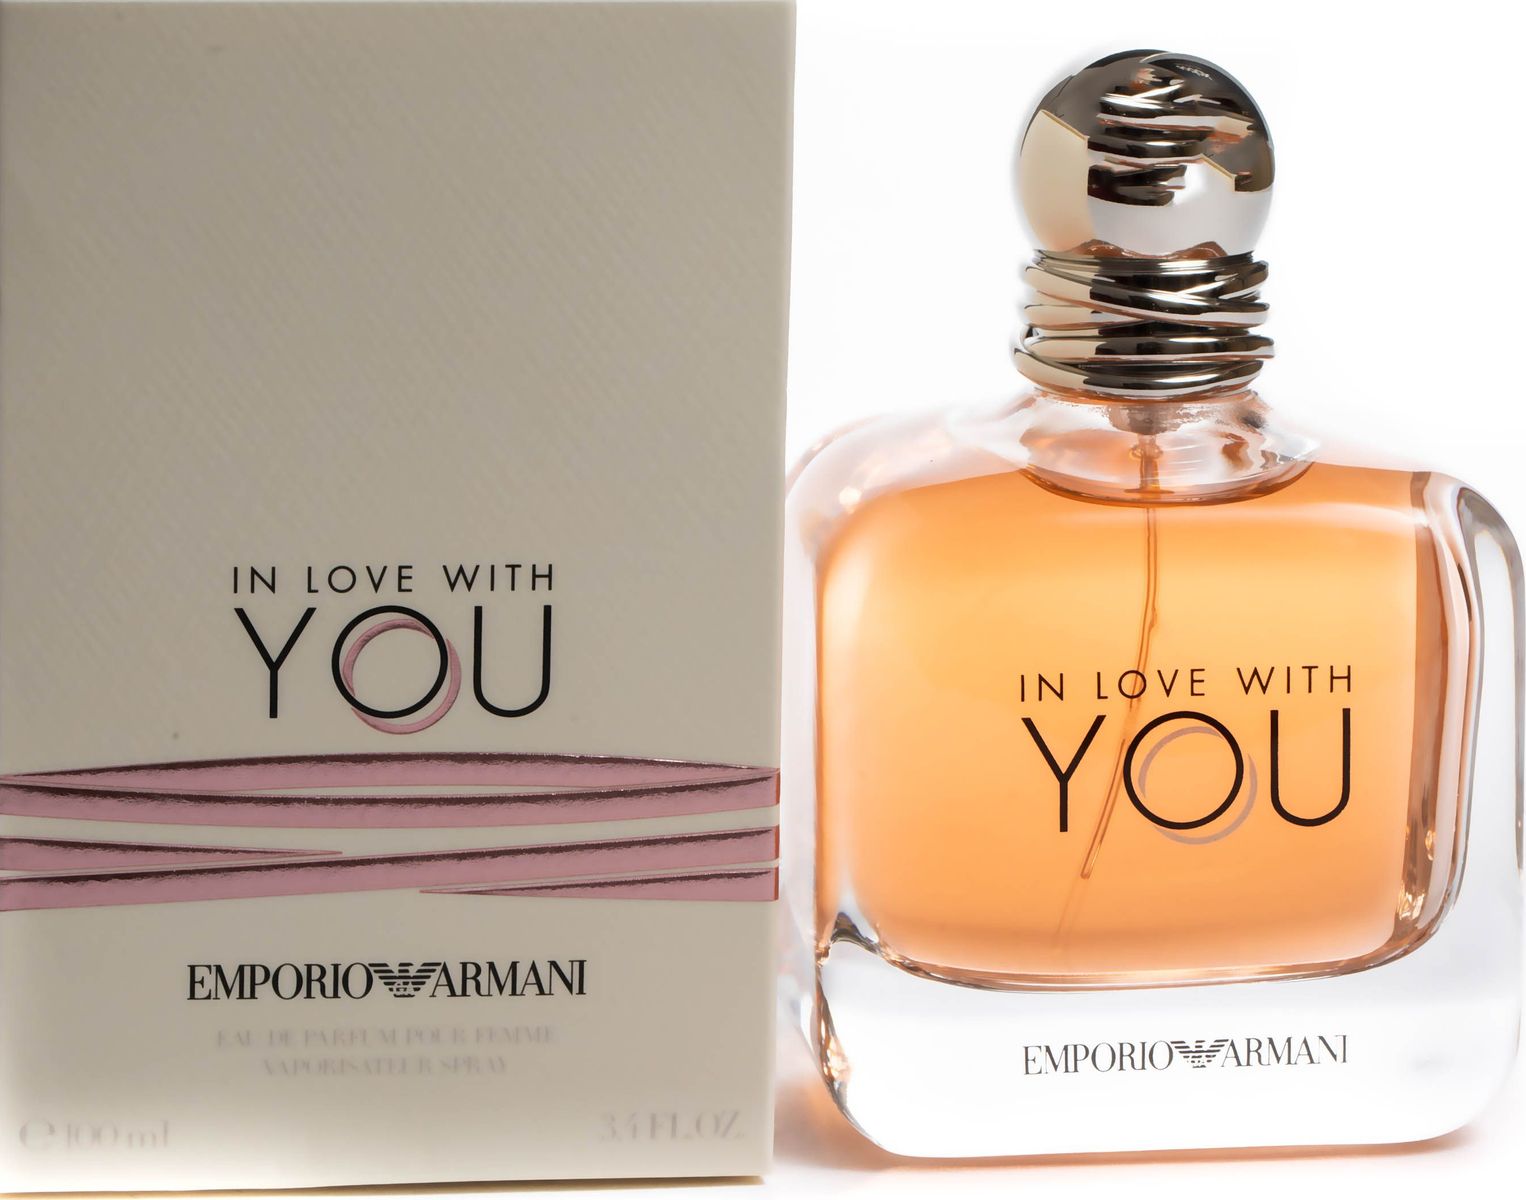 IN LOVE WITH
YOU
EMPORIO ARMANI
EAU DE PARFUM POUR FEMME
VAPORISATEUR SPRAY
℮ 100 ml
3.4 FL.OZ.
IN LOVE WITH
YOU
EMPORIO ARMANI